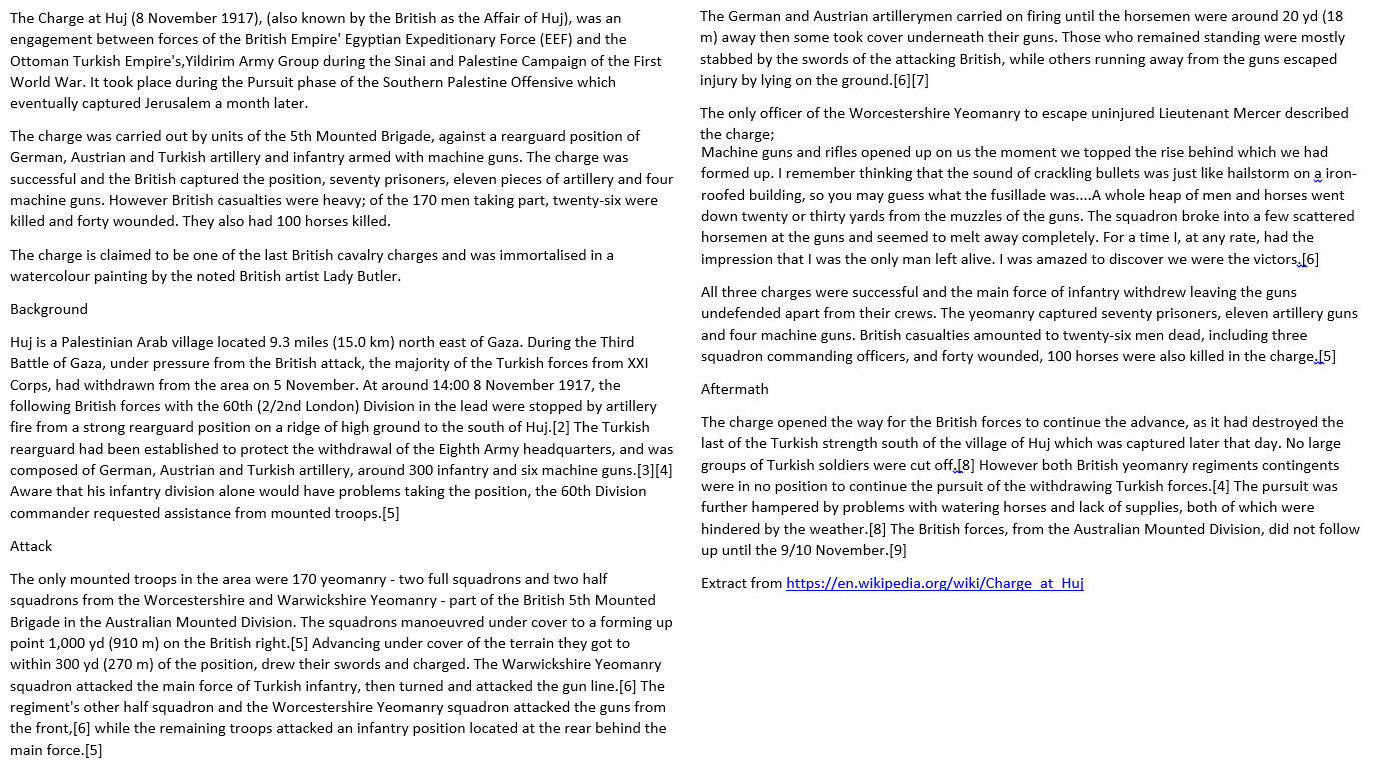 The Charge at Huj (8 November 1917), (also known by the British as the Affair of Huj), was an
engagement between forces of the British Empire' Egyptian Expeditionary Force (EEF) and the
Ottoman Turkish Empire's,Yildirim Army Group during the Sinai and Palestine Campaign of the First
World War. It took place during the Pursuit phase of the Southern Palestine Offensive which
eventually captured Jerusalem a month later.
The charge was carried out by units of the 5th Mounted Brigade, against a rearguard position of
German, Austrian and Turkish artillery and infantry armed with machine guns. The charge was
successful and the British captured the position, seventy prisoners, eleven pieces of artillery and four
machine guns. However British casualties were heavy; of the 170 men taking part, twenty-six were
killed and forty wounded. They also had 100 horses killed.
The charge is claimed to be one of the last British cavalry charges and was immortalised in a
watercolour painting by the noted British artist Lady Butler.
Background
Huj is a Palestinian Arab village located 9.3 miles (15.0 km) north east of Gaza. During the Third
Battle of Gaza, under pressure from the British attack, the majority of the Turkish forces from XXI
Corps, had withdrawn from the area on 5 November. At around 14:00 8 November 1917, the
following British forces with the 60th (2/2nd London) Division in the lead were stopped by artillery
fire from a strong rearguard position on a ridge of high ground to the south of Huj.[2] The Turkish
rearguard had been established to protect the withdrawal of the Eighth Army headquarters, and was
composed of German, Austrian and Turkish artillery, around 300 infantry and six machine guns.[3][4]
Aware that his infantry division alone would have problems taking the position, the 60th Division
commander requested assistance from mounted troops.[5]
Attack
The only mounted troops in the area were 170 yeomanry - two full squadrons and two half
squadrons from the Worcestershire and Warwickshire Yeomanry - part of the British 5th Mounted
Brigade in the Australian Mounted Division. The squadrons manoeuvred under cover to a forming up
point 1,000 yd (910 m) on the British right.[5] Advancing under cover of the terrain they got to
within 300 yd (270 m) of the position, drew their swords and charged. The Warwickshire Yeomanry
squadron attacked the main force of Turkish infantry, then turned and attacked the gun line.[6] The
regiment's other half squadron and the Worcestershire Yeomanry squadron attacked the guns from
the front,[6] while the remaining troops attacked an infantry position located at the rear behind the
main force.[5]
The German and Austrian artillerymen carried on firing until the horsemen were around 20 yd (18
m) away then some took cover underneath their guns. Those who remained standing were mostly
stabbed by the swords of the attacking British, while others running away from the guns escaped
injury by lying on the ground.[6][7]
The only officer of the Worcestershire Yeomanry to escape uninjured Lieutenant Mercer described
the charge;
Machine guns and rifles opened up on us the moment we topped the rise behind which we had
formed up. I remember thinking that the sound of crackling bullets was just like hailstorm on a iron-
roofed building, so you may guess what the fusillade was....A whole heap of men and horses went
down twenty or thirty yards from the muzzles of the guns. The squadron broke into a few scattered
horsemen at the guns and seemed to melt away completely. For a time I, at any rate, had the
impression that I was the only man left alive. I was amazed to discover we were the victors.[6]
All three charges were successful and the main force of infantry withdrew leaving the guns
undefended apart from their crews. The yeomanry captured seventy prisoners, eleven artillery guns
and four machine guns. British casualties amounted to twenty-six men dead, including three
squadron commanding officers, and forty wounded, 100 horses were also killed in the charge.[5]
Aftermath
The charge opened the way for the British forces to continue the advance, as it had destroyed the
last of the Turkish strength south of the village of Huj which was captured later that day. No large
groups of Turkish soldiers were cut off.[8] However both British yeomanry regiments contingents
were in no position to continue the pursuit of the withdrawing Turkish forces.[4] The pursuit was
further hampered by problems with watering horses and lack of supplies, both of which were
hindered by the weather.[8] The British forces, from the Australian Mounted Division, did not follow
up until the 9/10 November.[9]
Extract from https://en.wikipedia.org/wiki/Charge_at_Huj